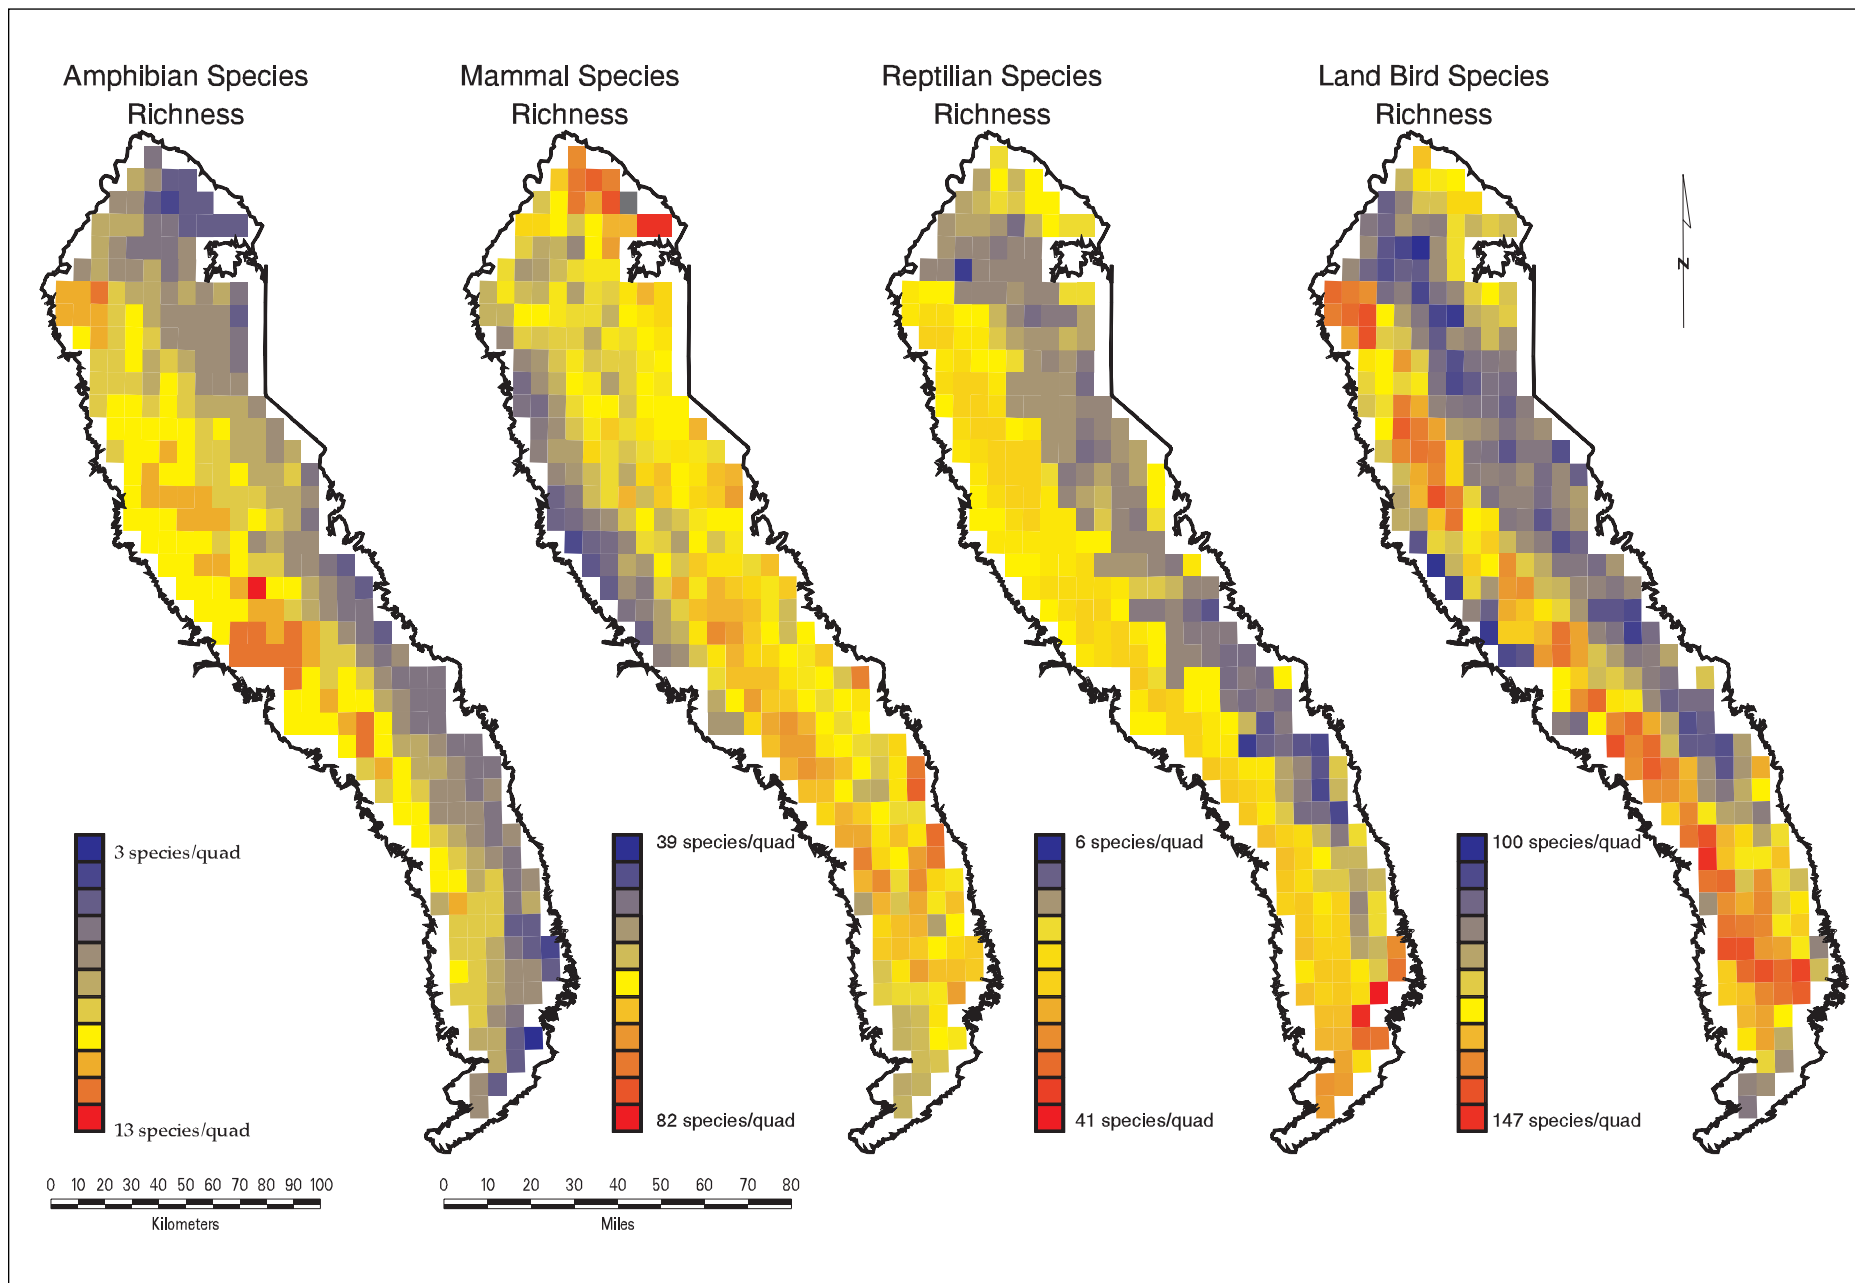 Amphibian Species
Richness
Mammal Species
Richness
Reptilian Species
Richness
Land Bird Species
Richness
N
3 species/quad
13 species/quad
39 species/quad
82 species/quad
6 species/quad
41 species/quad
100 species/quad
147 species/quad
0 10 20 30 40 50 60 70 80 90 100
Kilometers
0 10 20 30 40 50 60 70 80
Miles